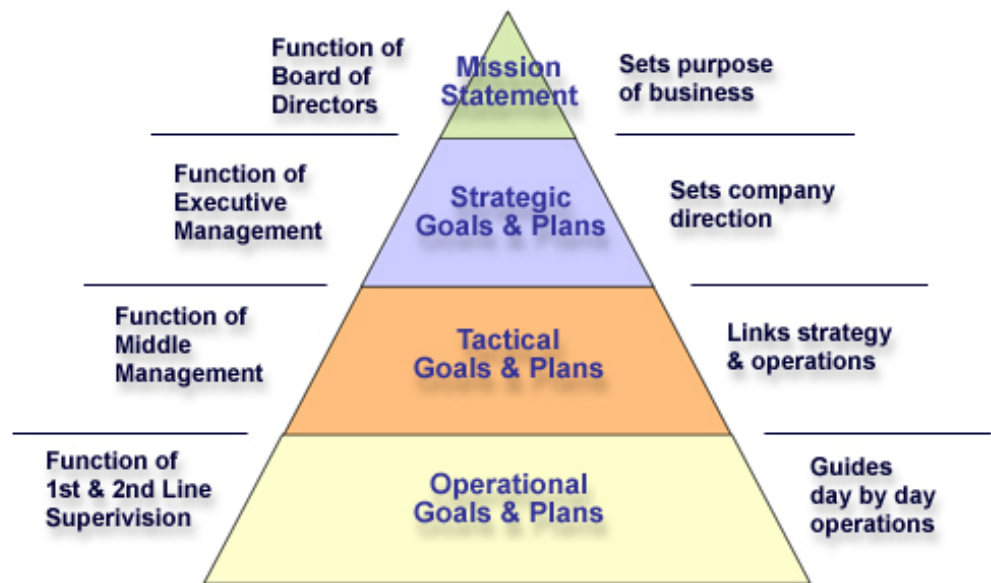 Function of
Board of
Directors
Mission
Statement
Sets purpose
of business
Function of
Executive
Management
Strategic
Goals & Plans
Sets company
direction
Function of
Middle
Management
Tactical
Goals & Plans
Links strategy
& operations
Function of
1st & 2nd Line
Superivision
Operational
Goals & Plans
Guides
day by day
operations